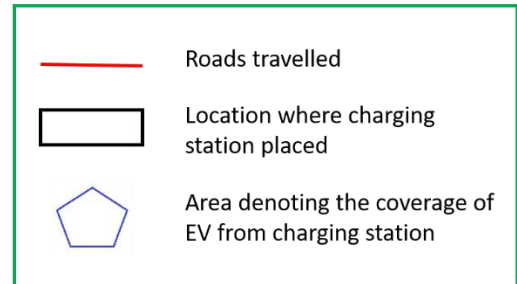 Roads travelled
Location where charging
station placed
Area denoting the coverage of
EV from charging station